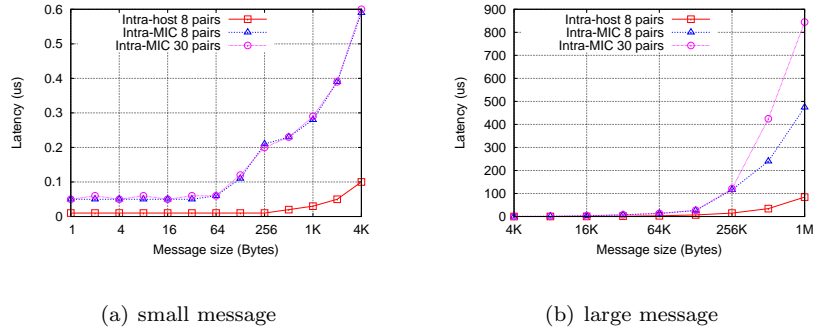 0.6
0.5
0.4
0.3
0.2
0.1
0
1
4
16
64
256
1K
4K
Latency (us)
Message size (Bytes)
Intra-host 8 pairs
Intra-MIC 8 pairs
Intra-MIC 30 pairs
(a) small message
900
800
700
600
500
400
300
200
100
0
4K
16K
64K
256K
1M
Latency (us)
Message size (Bytes)
Intra-host 8 pairs
Intra-MIC 8 pairs
Intra-MIC 30 pairs
(b) large message